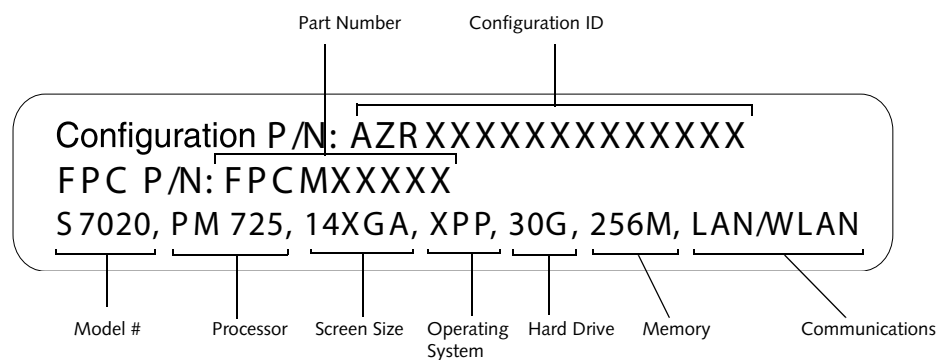 Part Number Configuration ID
Configuration P/N: AZRXXXXXXXXXXXXX
FPC P/N: FPCMXXXXX
S7020, PM 725, 14XGA, XPP, 30G, 256M, LAN/WLAN
Model # Processor Screen Size Operating System Hard Drive Memory Communications